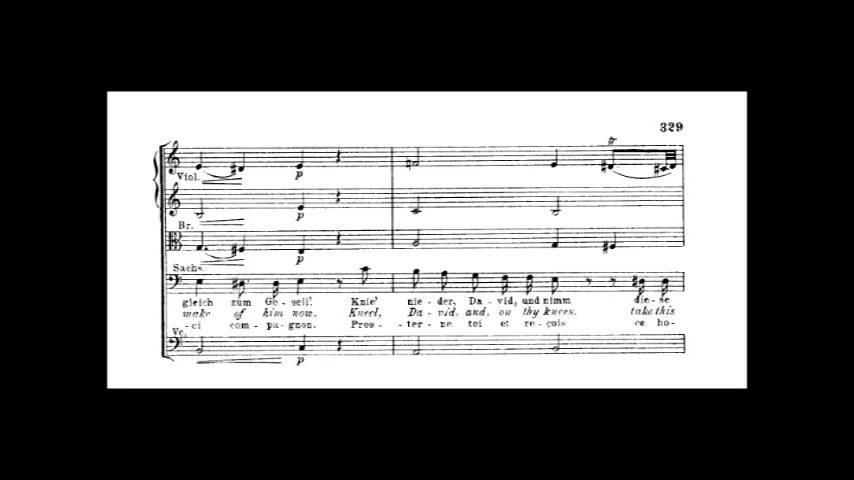 329
tr
Viol.
p
p
Br.
p
Sachs.
gleich zum Ge - sell'. Knie' nie - der, Da - vid, und nimm die - se
make of him now. Kneel, Da - vid, and, on thy knees. take this
- ci com - pa - gnon. Pros - ter - ne toi et re - çois ce ho -
Vc.
p